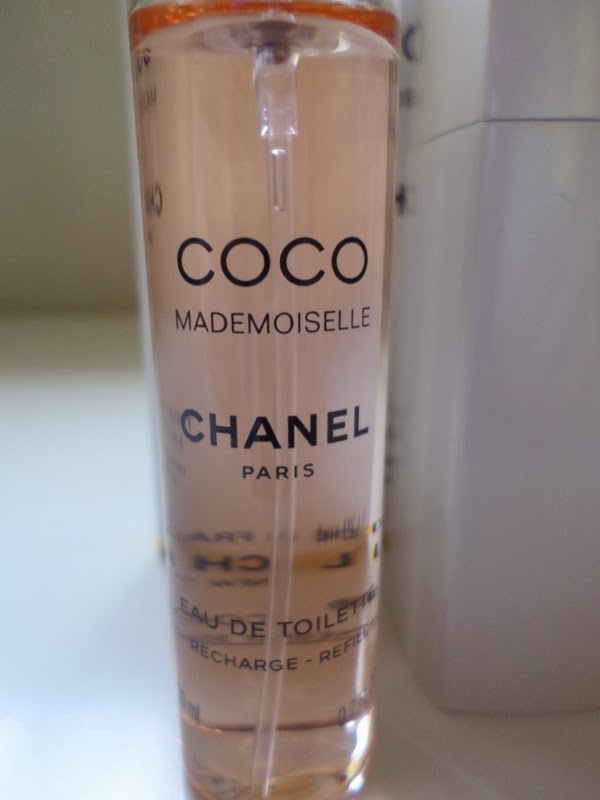 COCO
MADEMOISELLE
CHANEL
PARIS
EAU DE TOILETTE
RECHARGE - REFILL